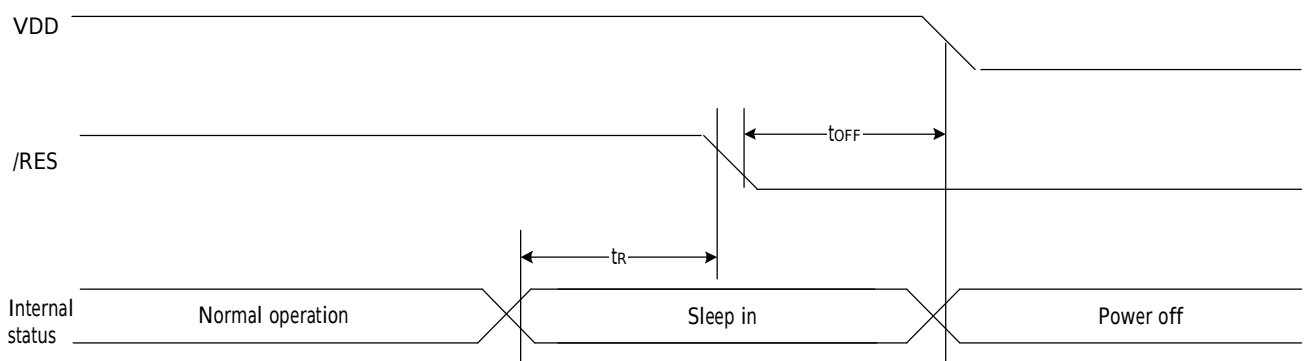 VDD
tOFF
/RES
tR
Internal
status
Normal operation
Sleep in
Power off